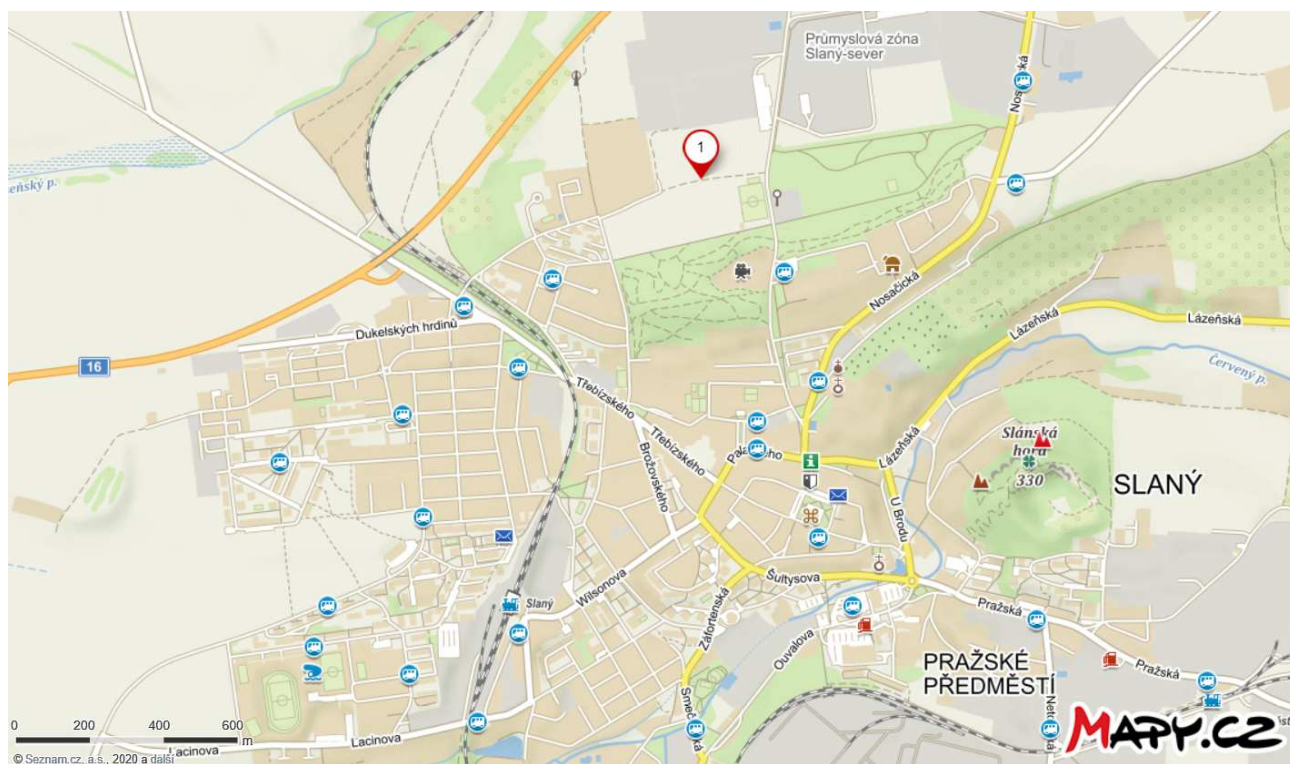 Průmyslová zóna
Slaný-sever
1
eňský p.
Nosačická
Dukelských hrdinů
16
Třebízského
Třebízského
Brožovského
Lázeňská
Lázeňská
Lázeňská
Červený p.
Slánská
hora
330
SLANÝ
U Brodu
Slaný
Wilsonova
Šultysova
Pražská
Záfortenská
Ouvalova
PRAŽSKÉ
PŘEDMĚSTÍ
Pražská
0 200 400 600 m
Lacinova
Lacinova
MAPY.CZ
© Seznam.cz, a.s., 2020 a další